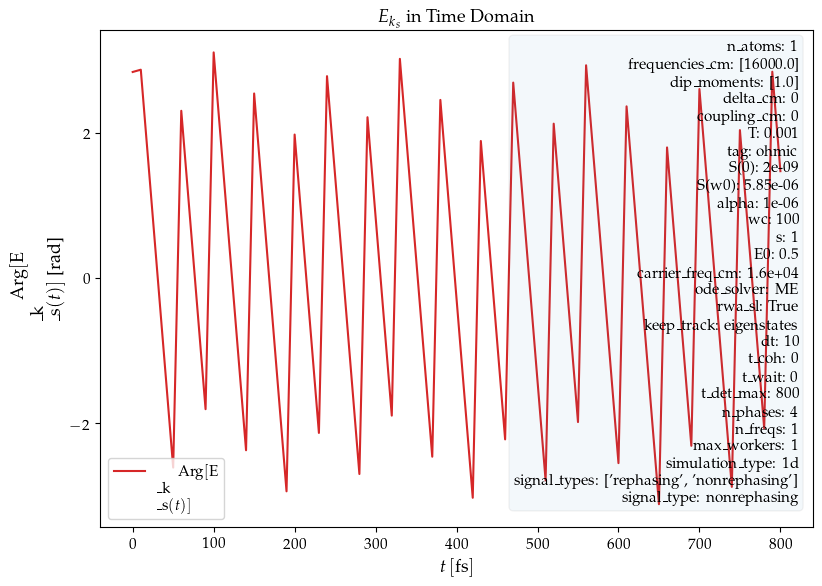 E_{k_s} in Time Domain
n_atoms: 1
frequencies_cm: [16000.0]
dip_moments: [1.0]
delta_cm: 0
coupling_cm: 0
T: 0.001
tag: ohmic
S(0): 2e-09
S(w0): 5.85e-06
alpha: 1e-06
wc: 100
s: 1
E0: 0.5
carrier_freq_cm: 1.6e+04
ode_solver: ME
rwa_sl: True
keep_track: eigenstates
dt: 10
t_coh: 0
t_wait: 0
t_det_max: 800
n_phases: 4
n_freqs: 1
max_workers: 1
simulation_type: 1d
signal_types: ['rephasing', 'nonrephasing']
signal_type: nonrephasing
Arg[E
_k
_s(t)] [rad]
2
0
−2
Arg[E
_k
_s(t)]
0 100 200 300 400 500 600 700 800
t [fs]